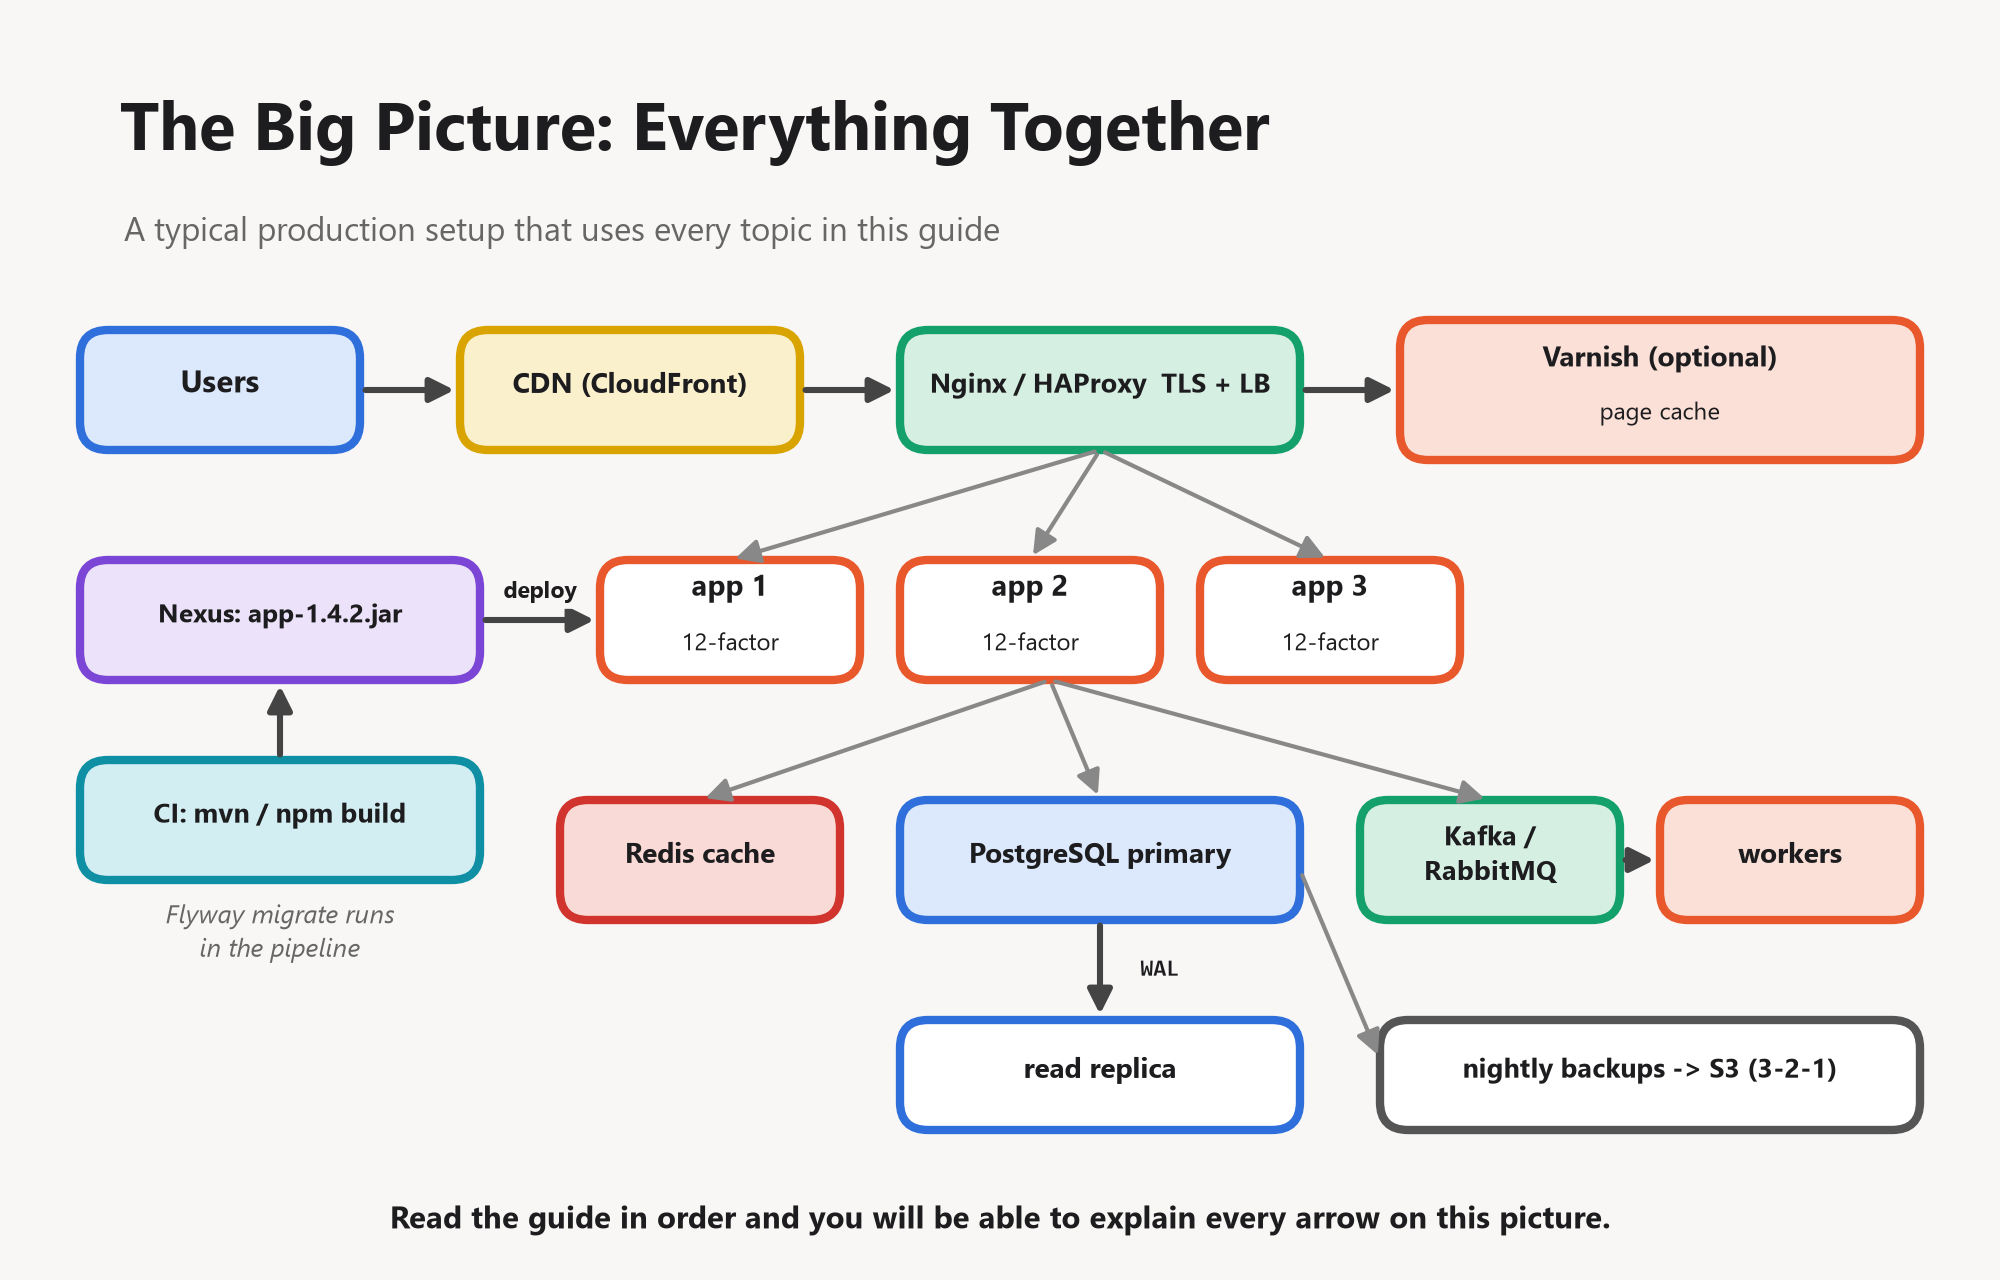 The Big Picture: Everything Together
A typical production setup that uses every topic in this guide
Users
CDN (CloudFront)
Nginx / HAProxy  TLS + LB
Varnish (optional)
page cache
Nexus: app-1.4.2.jar
deploy
app 1
12-factor
app 2
12-factor
app 3
12-factor
CI: mvn / npm build
Flyway migrate runs
in the pipeline
Redis cache
PostgreSQL primary
Kafka /
RabbitMQ
workers
WAL
read replica
nightly backups -> S3 (3-2-1)
Read the guide in order and you will be able to explain every arrow on this picture.